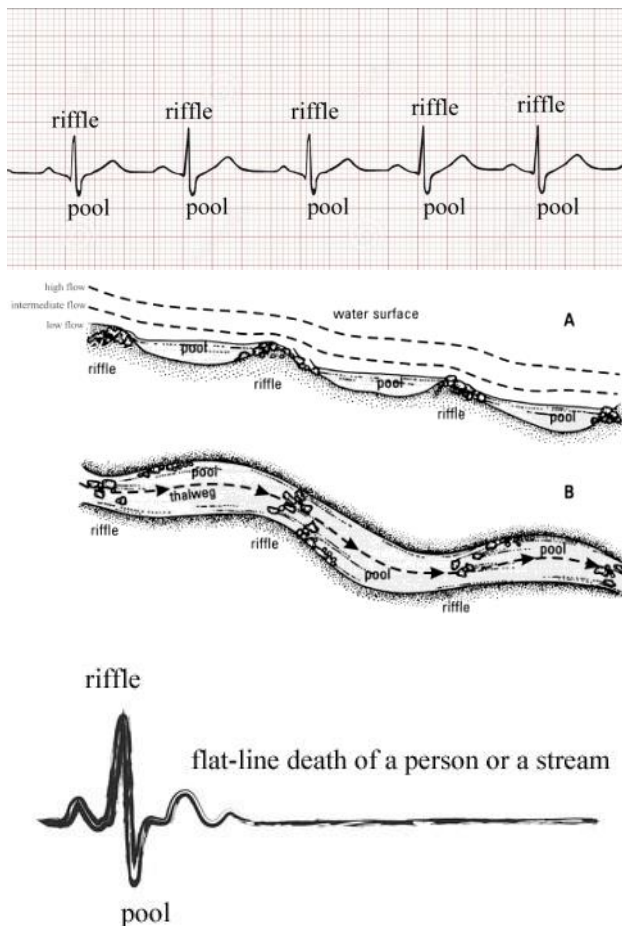 riffle
riffle
riffle
riffle
riffle
pool
pool
pool
pool
pool
high flow
intermediate flow
low flow
water surface
A
pool
riffle
riffle
pool
riffle
pool
pool
thalweg
B
riffle
riffle
pool
pool
riffle
riffle
flat-line death of a person or a stream
pool